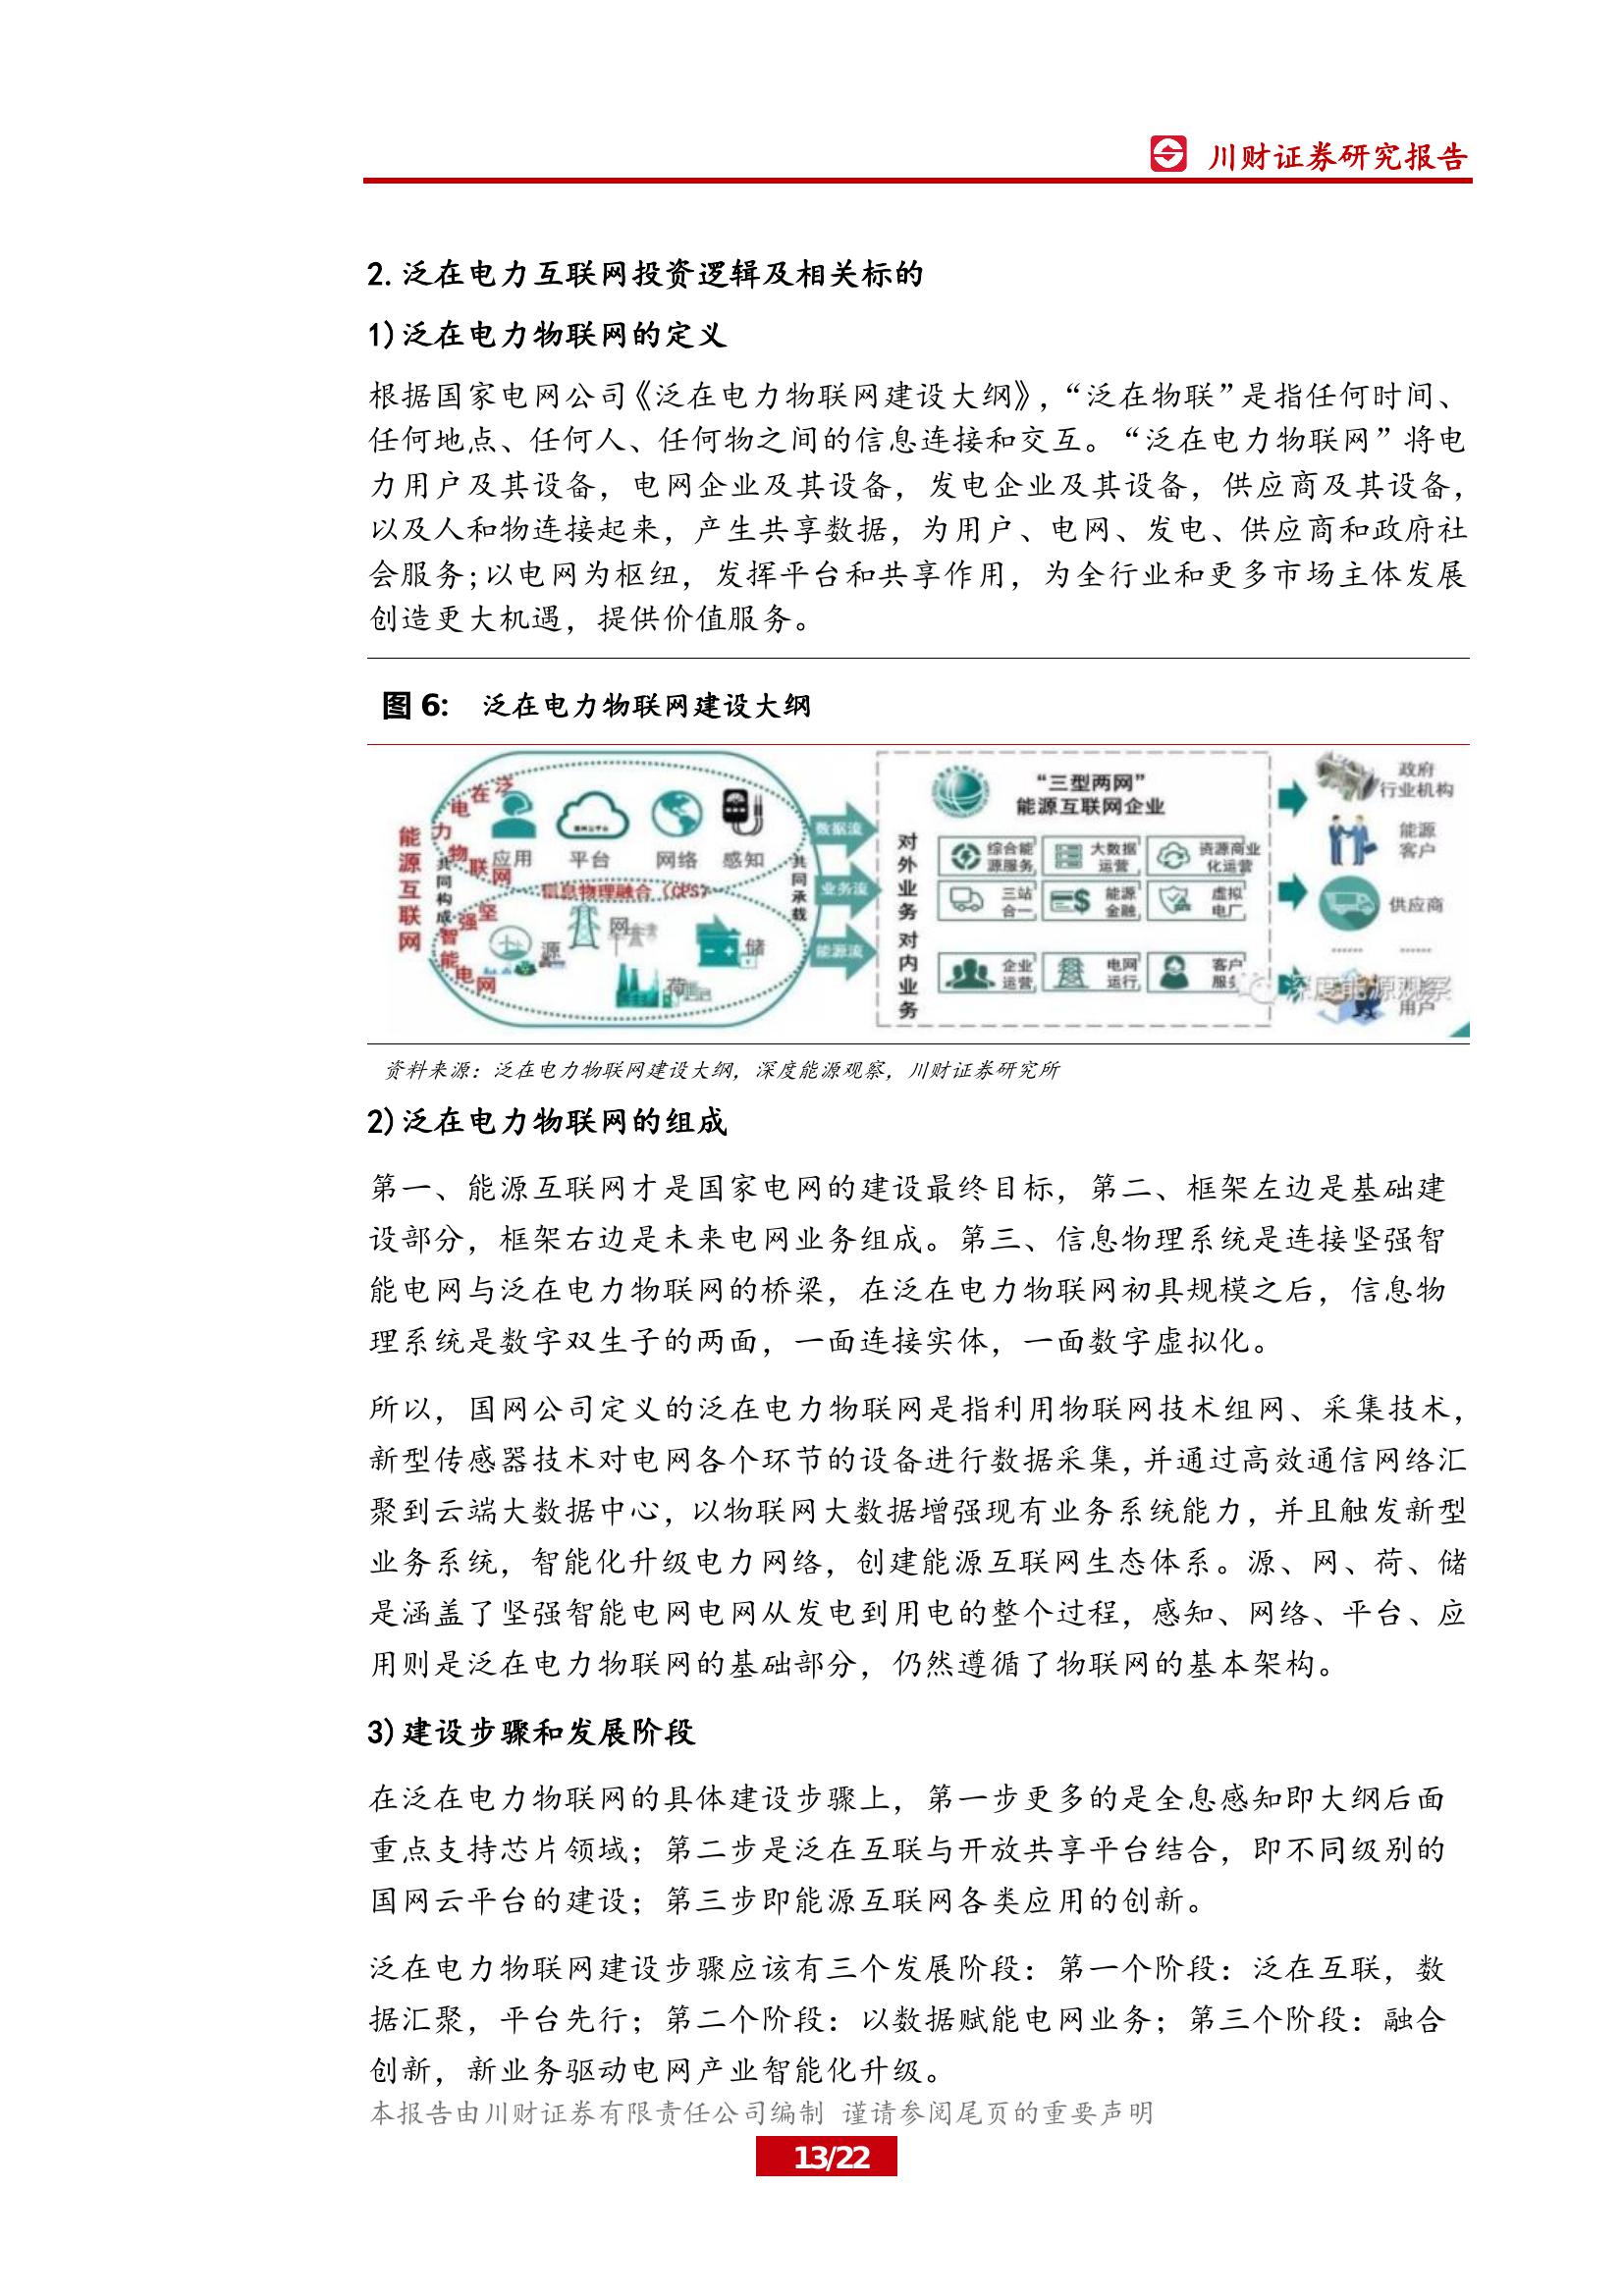 川财证券研究报告
2.泛在电力互联网投资逻辑及相关标的
1)泛在电力物联网的定义
根据国家电网公司《泛在电力物联网建设大纲》，“泛在物联”是指任何时间、
任何地点、任何人、任何物之间的信息连接和交互。“泛在电力物联网”将电
力用户及其设备，电网企业及其设备，发电企业及其设备，供应商及其设备，
以及人和物连接起来，产生共享数据，为用户、电网、发电、供应商和政府社
会服务;以电网为枢纽，发挥平台和共享作用，为全行业和更多市场主体发展
创造更大机遇，提供价值服务。
图 6: 泛在电力物联网建设大纲
能源互联网
共同构成
泛在电力物联网
应用 平台 网络 感知
信息物理融合（CPS）
坚强智能电网
源 网 荷 储
共同承载
数据流
业务流
能源流
“三型两网”
能源互联网企业
对外业务
综合能源服务 大数据运营 资源商业化运营
三站合一 能源金融 虚拟电厂
对内业务
企业运营 电网运行 客户服务
政府
行业机构
能源
客户
供应商
…… ……
用户
深度能源观察
资料来源：泛在电力物联网建设大纲，深度能源观察，川财证券研究所
2)泛在电力物联网的组成
第一、能源互联网才是国家电网的建设最终目标，第二、框架左边是基础建
设部分，框架右边是未来电网业务组成。第三、信息物理系统是连接坚强智
能电网与泛在电力物联网的桥梁，在泛在电力物联网初具规模之后，信息物
理系统是数字双生子的两面，一面连接实体，一面数字虚拟化。
所以，国网公司定义的泛在电力物联网是指利用物联网技术组网、采集技术，
新型传感器技术对电网各个环节的设备进行数据采集，并通过高效通信网络汇
聚到云端大数据中心，以物联网大数据增强现有业务系统能力，并且触发新型
业务系统，智能化升级电力网络，创建能源互联网生态体系。源、网、荷、储
是涵盖了坚强智能电网电网从发电到用电的整个过程，感知、网络、平台、应
用则是泛在电力物联网的基础部分，仍然遵循了物联网的基本架构。
3)建设步骤和发展阶段
在泛在电力物联网的具体建设步骤上，第一步更多的是全息感知即大纲后面
重点支持芯片领域；第二步是泛在互联与开放共享平台结合，即不同级别的
国网云平台的建设；第三步即能源互联网各类应用的创新。
泛在电力物联网建设步骤应该有三个发展阶段：第一个阶段：泛在互联，数
据汇聚，平台先行；第二个阶段：以数据赋能电网业务；第三个阶段：融合
创新，新业务驱动电网产业智能化升级。
本报告由川财证券有限责任公司编制 谨请参阅尾页的重要声明
13/22